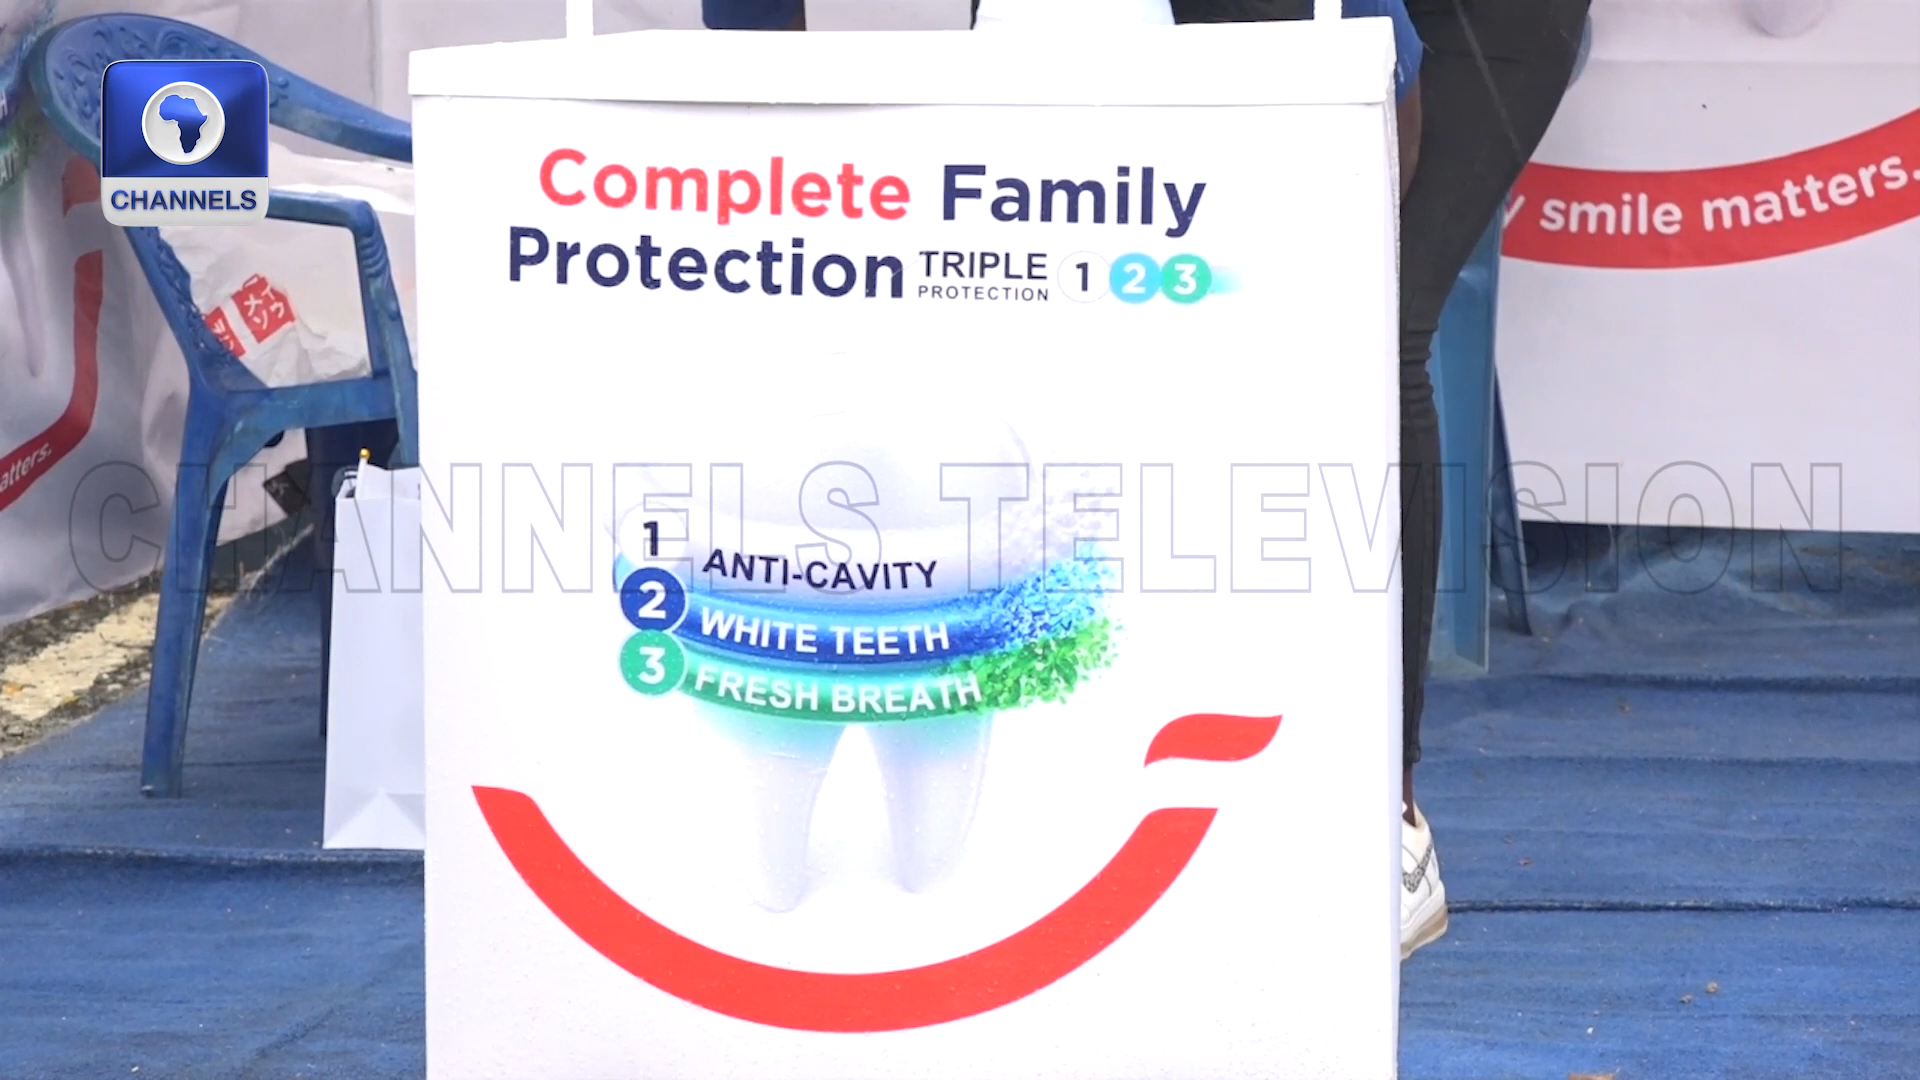 CHANNELS
Complete Family
Protection TRIPLE
PROTECTION
1 2 3
smile matters.
atters.
CHANNELS TELEVISION
1 ANTI-CAVITY
2 WHITE TEETH
3 FRESH BREATH